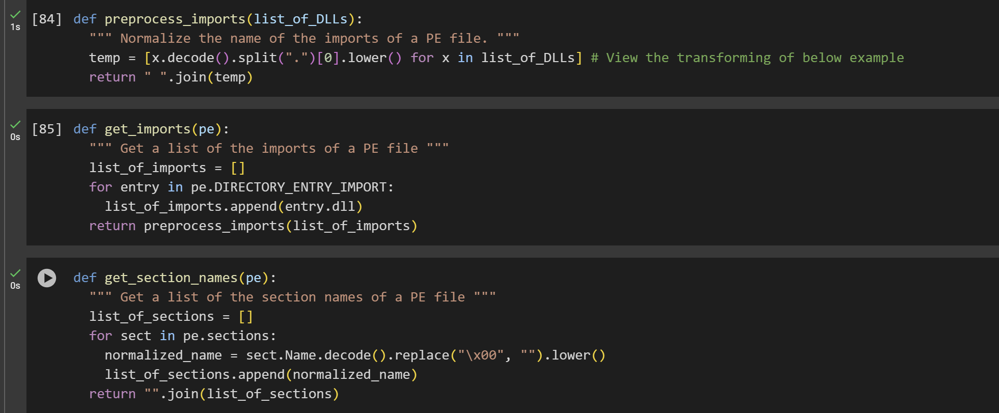 1s
[84] def preprocess_imports(list_of_DLLs):
""" Normalize the name of the imports of a PE file. """
temp = [x.decode().split(".")[0].lower() for x in list_of_DLLs] # View the transforming of below example
return " ".join(temp)
0s
[85] def get_imports(pe):
""" Get a list of the imports of a PE file """
list_of_imports = []
for entry in pe.DIRECTORY_ENTRY_IMPORT:
list_of_imports.append(entry.dll)
return preprocess_imports(list_of_imports)
0s
def get_section_names(pe):
""" Get a list of the section names of a PE file """
list_of_sections = []
for sect in pe.sections:
normalized_name = sect.Name.decode().replace("\x00", "").lower()
list_of_sections.append(normalized_name)
return "".join(list_of_sections)